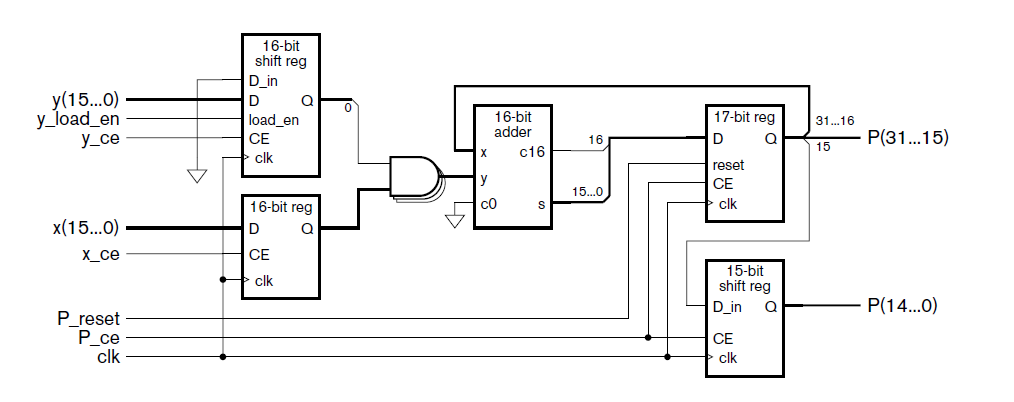 16-bit
shift reg
D_in
y(15...0)
D
Q
0
y_load_en
load_en
y_ce
CE
clk
16-bit reg
x(15...0)
D
Q
x_ce
CE
clk
P_reset
P_ce
clk
16-bit
adder
x
c16
y
c0
s
16
15...0
17-bit reg
D
Q
reset
CE
clk
31...16
15
P(31...15)
15-bit
shift reg
D_in
Q
CE
clk
P(14...0)